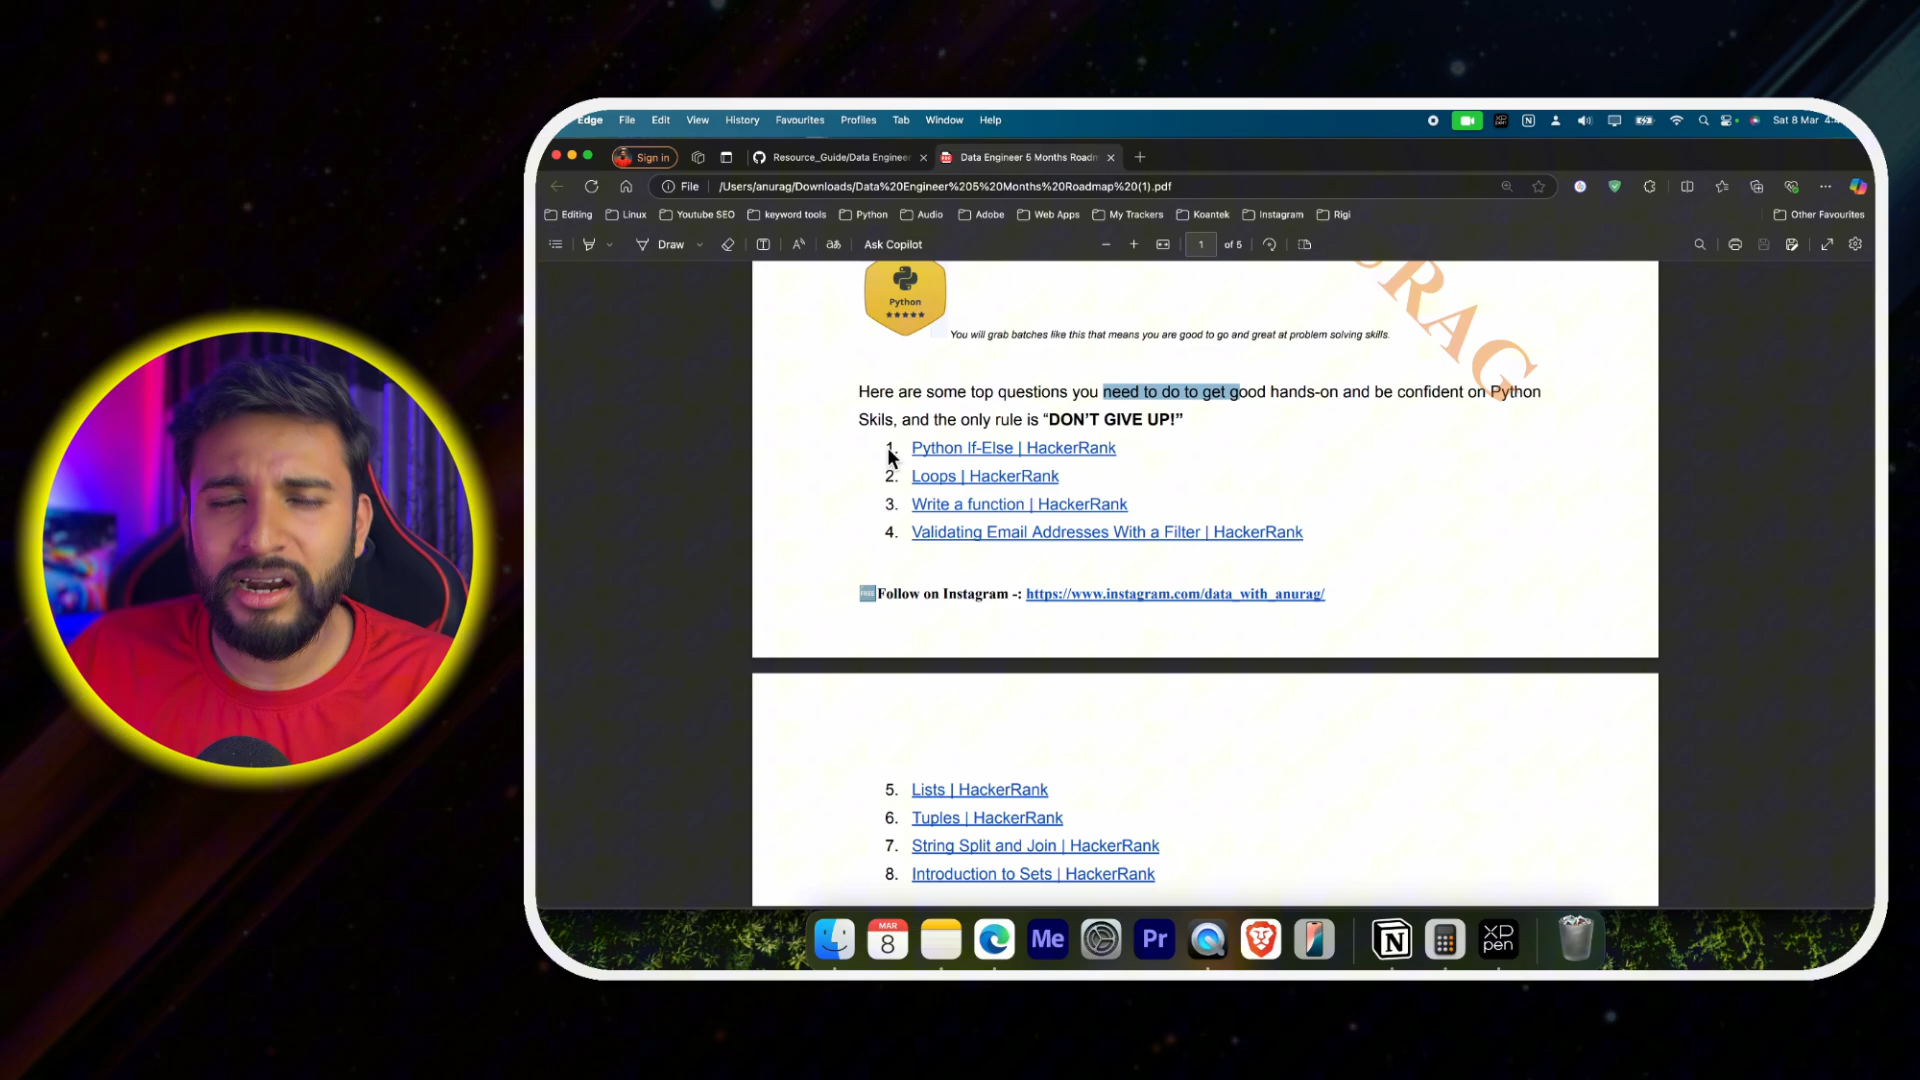 Edge File Edit View History Favourites Profiles Tab Window Help
Sat 8 Mar
Sign in
Resource_Guide/Data Engineer
Data Engineer 5 Months Roadm
File /Users/anurag/Downloads/Data%20Engineer%205%20Months%20Roadmap%20(1).pdf
Editing Linux Youtube SEO keyword tools Python Audio Adobe Web Apps My Trackers Koantek Instagram Rigi Other Favourites
Draw Ask Copilot 1 of 5
Python
RAG
You will grab batches like this that means you are good to go and great at problem solving skills.
Here are some top questions you need to do to get good hands-on and be confident on Python
Skils, and the only rule is “DON’T GIVE UP!”
1. Python If-Else | HackerRank
2. Loops | HackerRank
3. Write a function | HackerRank
4. Validating Email Addresses With a Filter | HackerRank
FREE Follow on Instagram -: https://www.instagram.com/data_with_anurag/
5. Lists | HackerRank
6. Tuples | HackerRank
7. String Split and Join | HackerRank
8. Introduction to Sets | HackerRank
MAR
8
Me
Pr
N
XP
pen